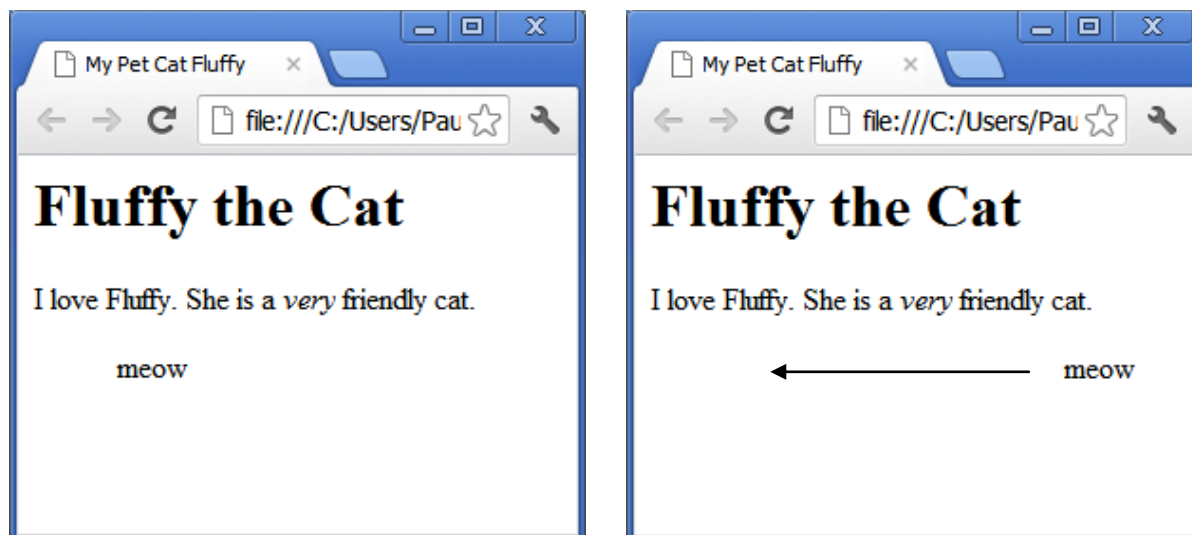 My Pet Cat Fluffy
file:///C:/Users/Pau
Fluffy the Cat
I love Fluffy. She is a very friendly cat.
meow
My Pet Cat Fluffy
file:///C:/Users/Pau
Fluffy the Cat
I love Fluffy. She is a very friendly cat.
meow